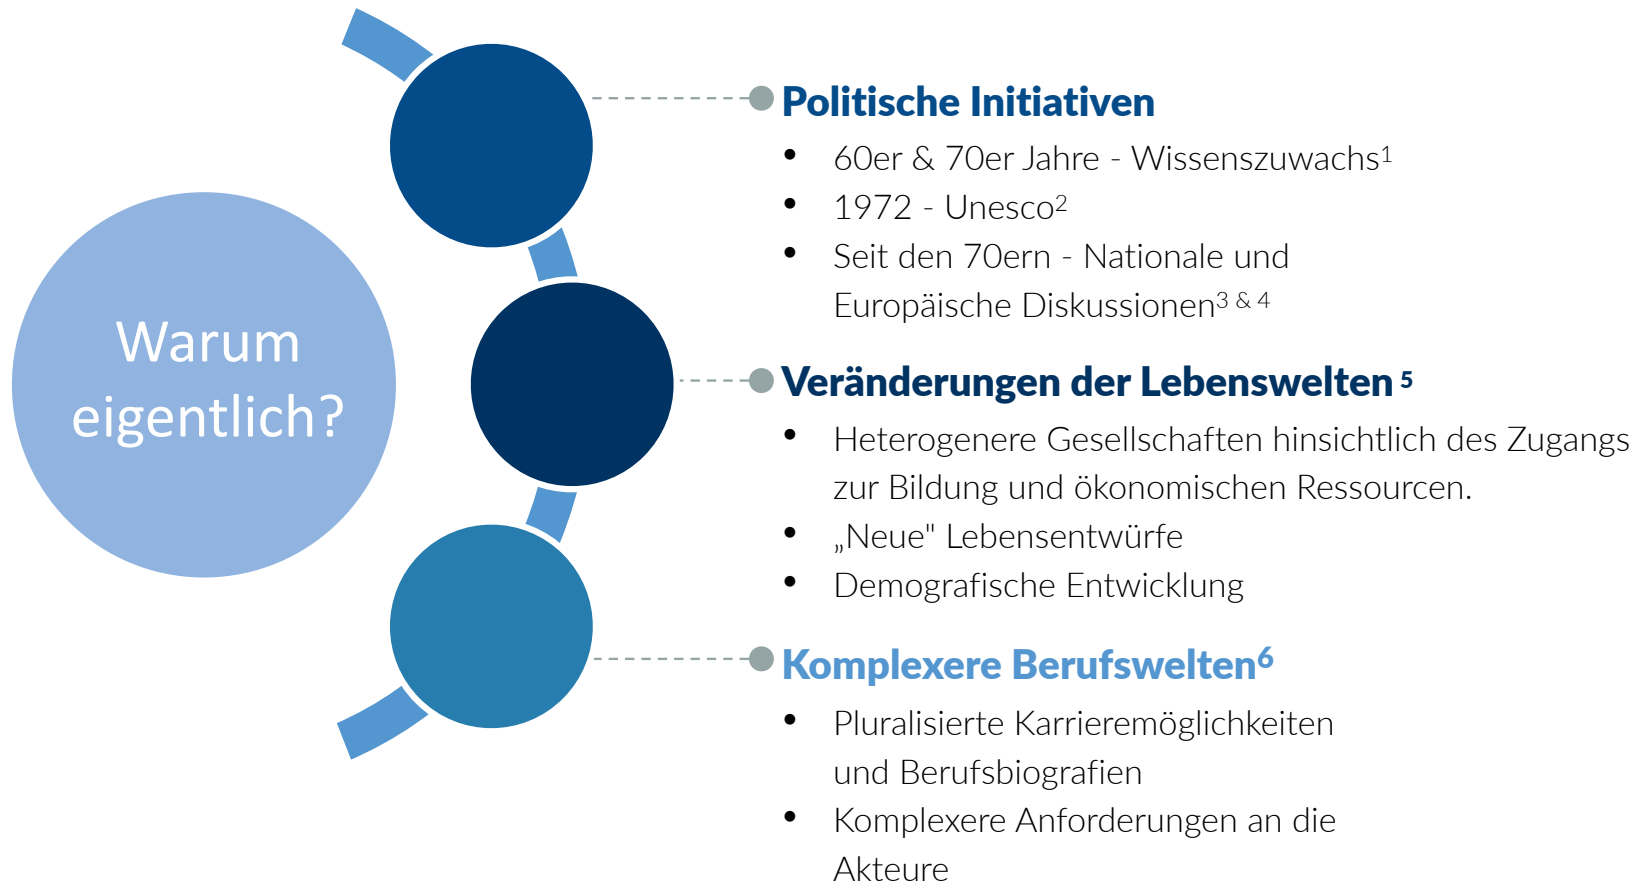 Warum
eigentlich?
Politische Initiativen
• 60er & 70er Jahre - Wissenszuwachs¹
• 1972 - Unesco²
• Seit den 70ern - Nationale und
Europäische Diskussionen³ & ⁴
Veränderungen der Lebenswelten ⁵
• Heterogenere Gesellschaften hinsichtlich des Zugangs
zur Bildung und ökonomischen Ressourcen.
• „Neue" Lebensentwürfe
• Demografische Entwicklung
Komplexere Berufswelten⁶
• Pluralisierte Karrieremöglichkeiten
und Berufsbiografien
• Komplexere Anforderungen an die
Akteure